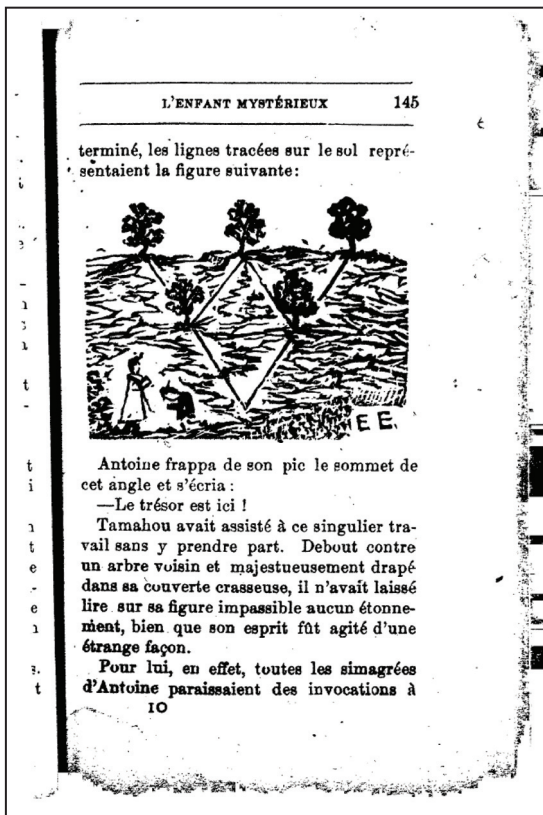 L'ENFANT MYSTÉRIEUX 145
terminé, les lignes tracées sur le sol repré-
sentaient la figure suivante:
E E.
Antoine frappa de son pic le sommet de
cet angle et s'écria :
—Le trésor est ici !
Tamahou avait assisté à ce singulier tra-
vail sans y prendre part. Debout contre
un arbre voisin et majestueusement drapé
dans sa couverte crasseuse, il n'avait laissé
lire sur sa figure impassible aucun étonne-
ment, bien que son esprit fût agité d'une
étrange façon.
Pour lui, en effet, toutes les simagrées
d'Antoine paraissaient des invocations à
10